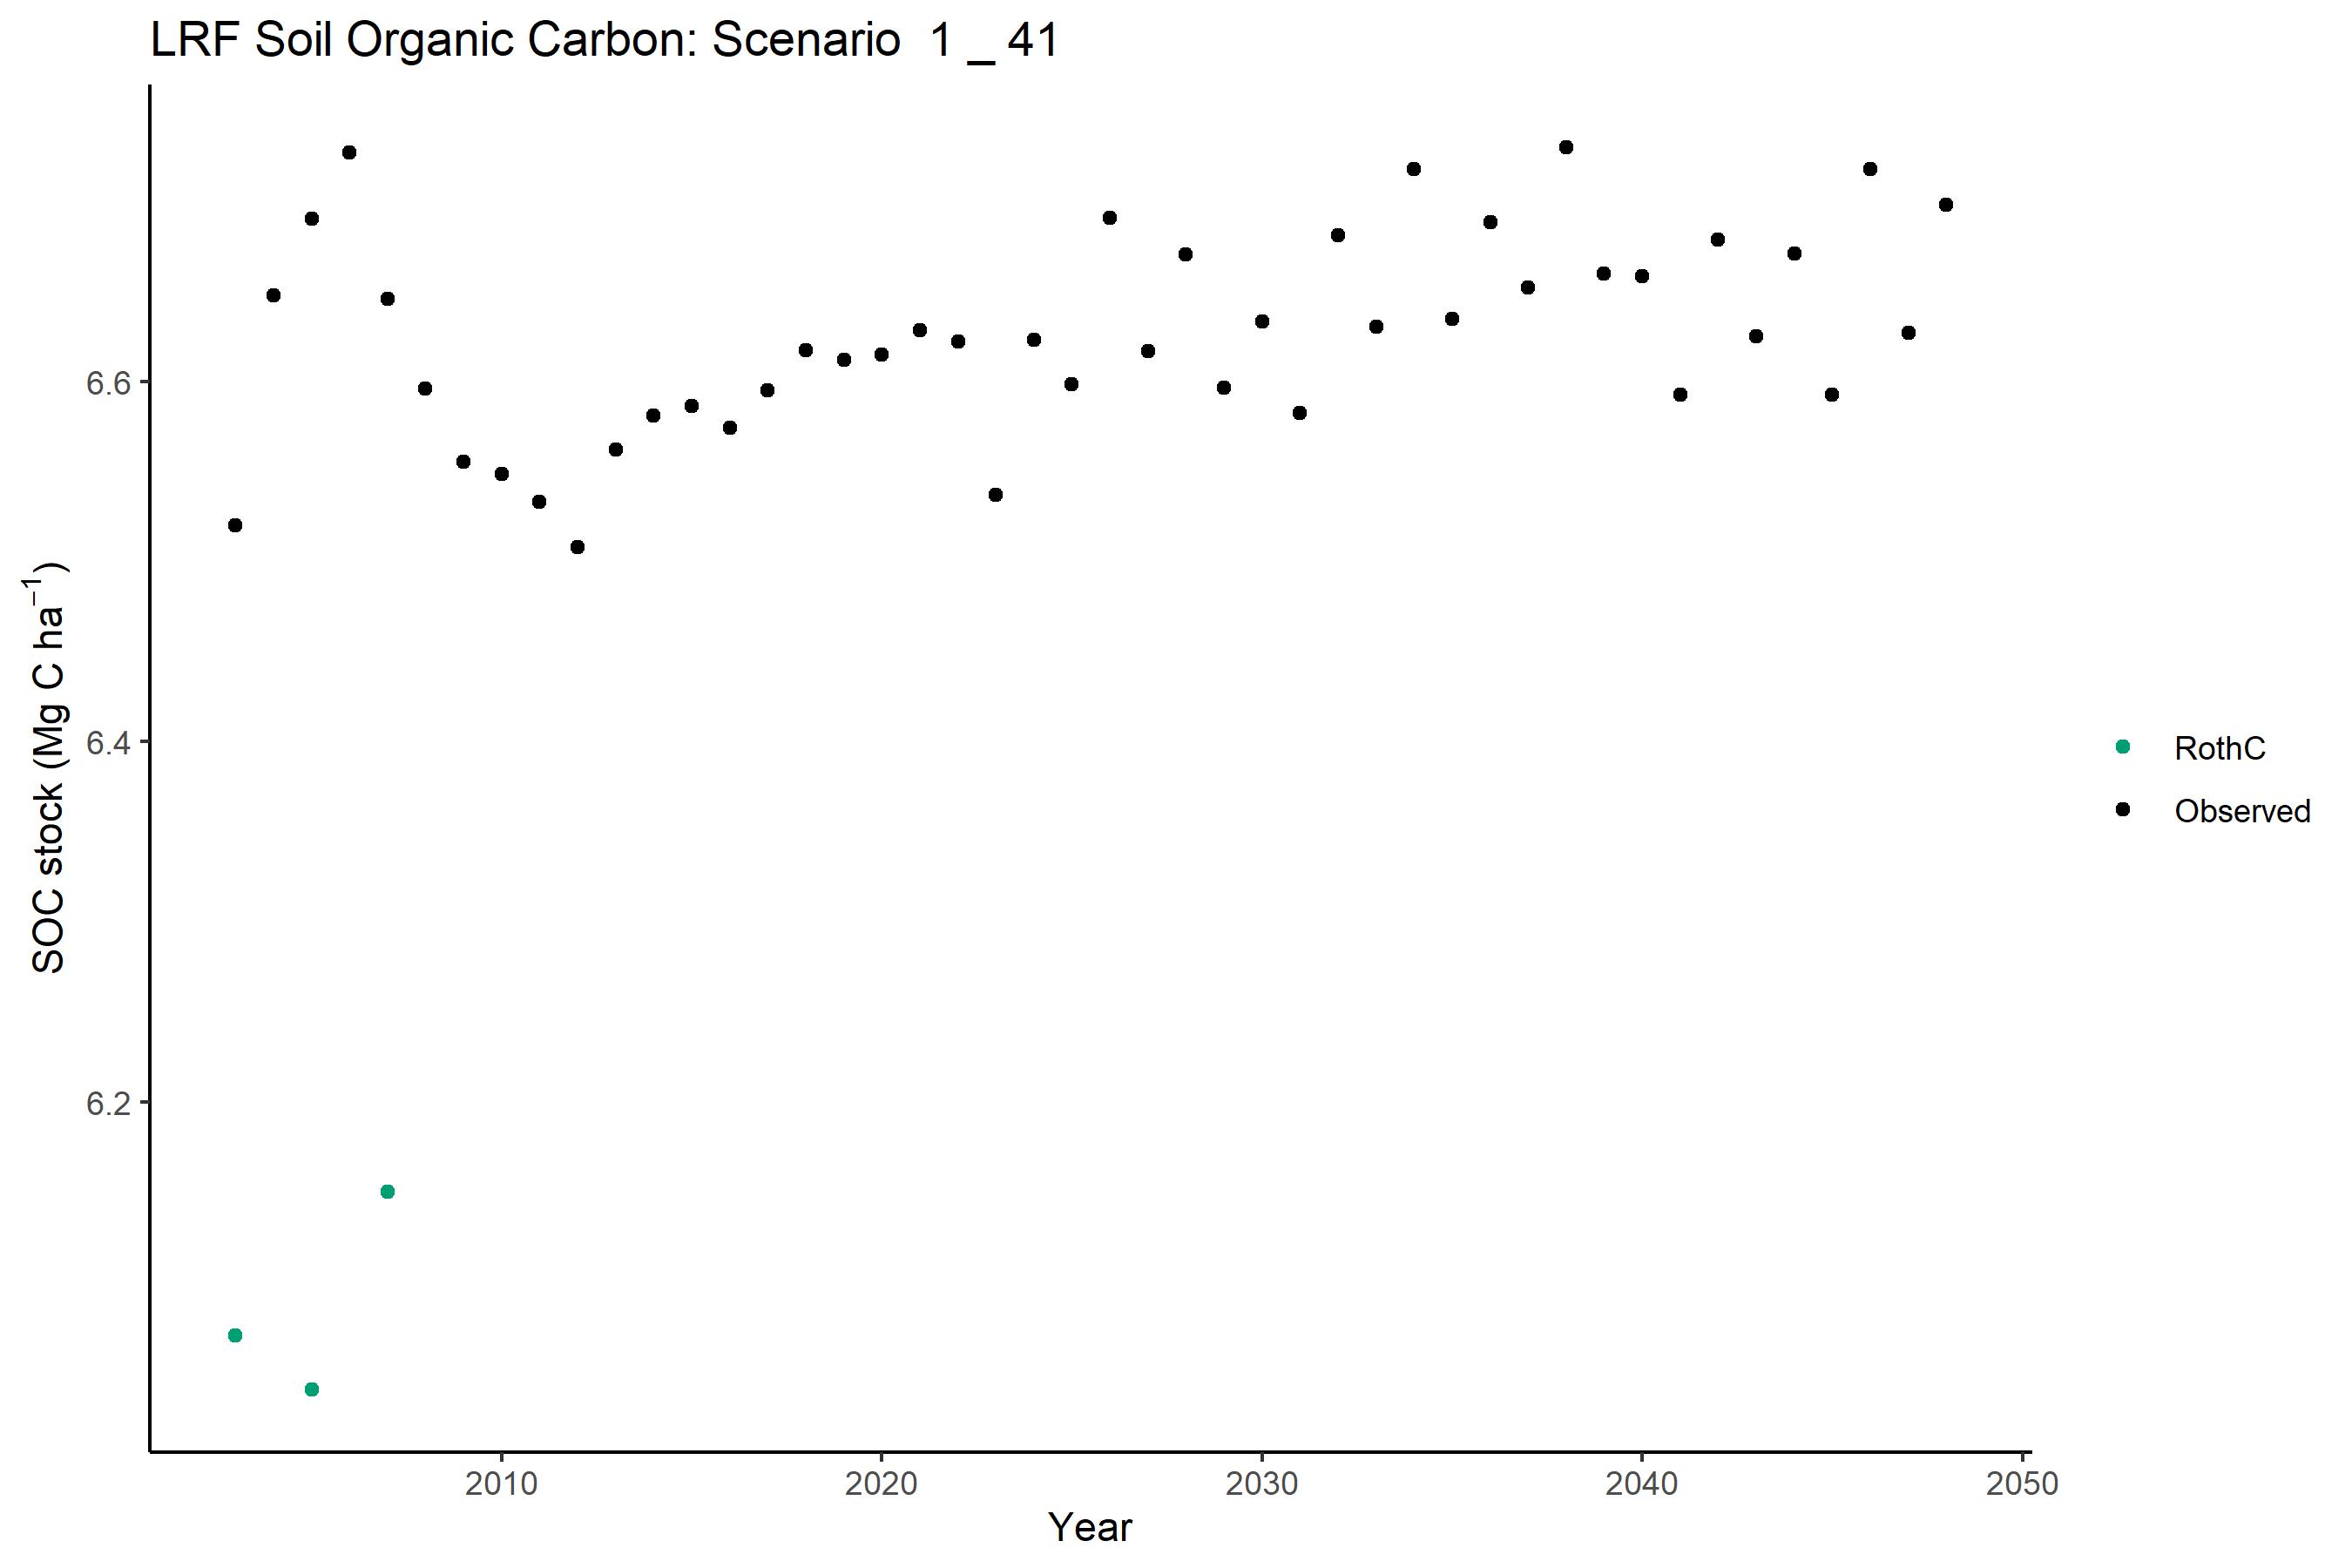 LRF Soil Organic Carbon: Scenario  1 _ 41
6.6
6.4
6.2
SOC stock (Mg C ha⁻¹)
2010
2020
2030
2040
2050
Year
RothC
Observed